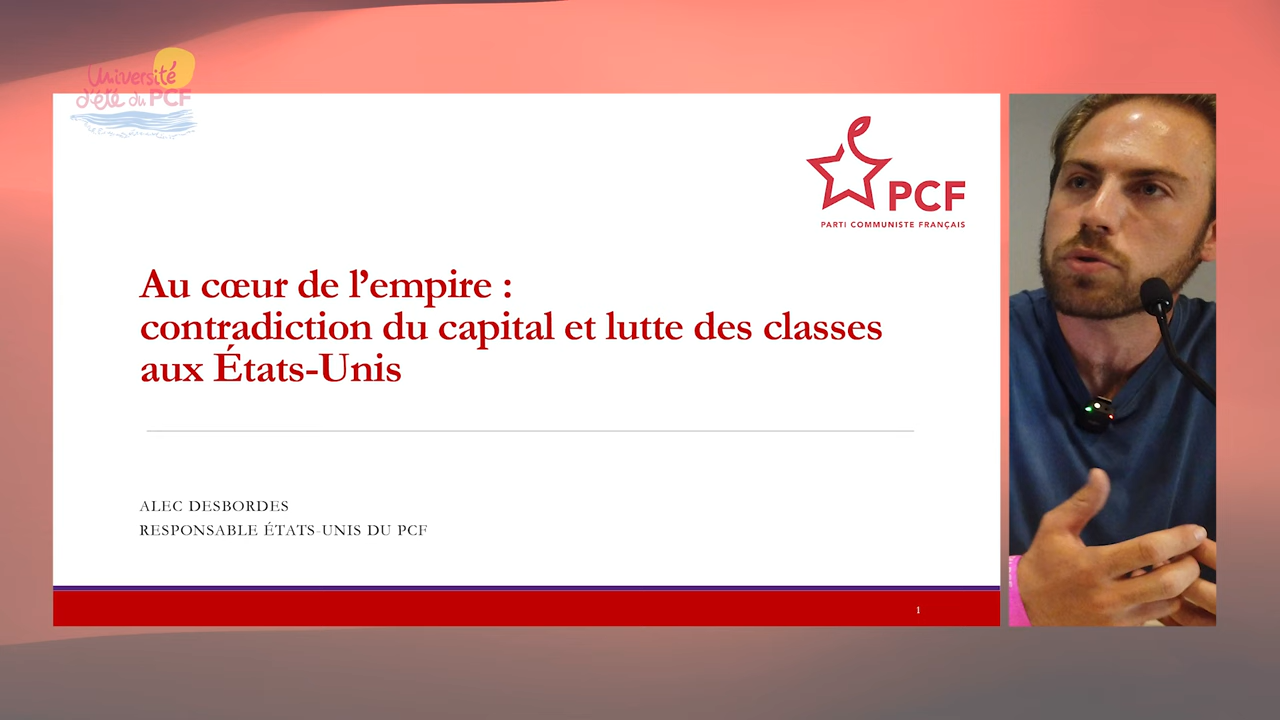 Université
d'été du PCF
PCF
PARTI COMMUNISTE FRANÇAIS
Au cœur de l'empire :
contradiction du capital et lutte des classes
aux États-Unis
ALEC DESBORDES
RESPONSABLE ÉTATS-UNIS DU PCF
1